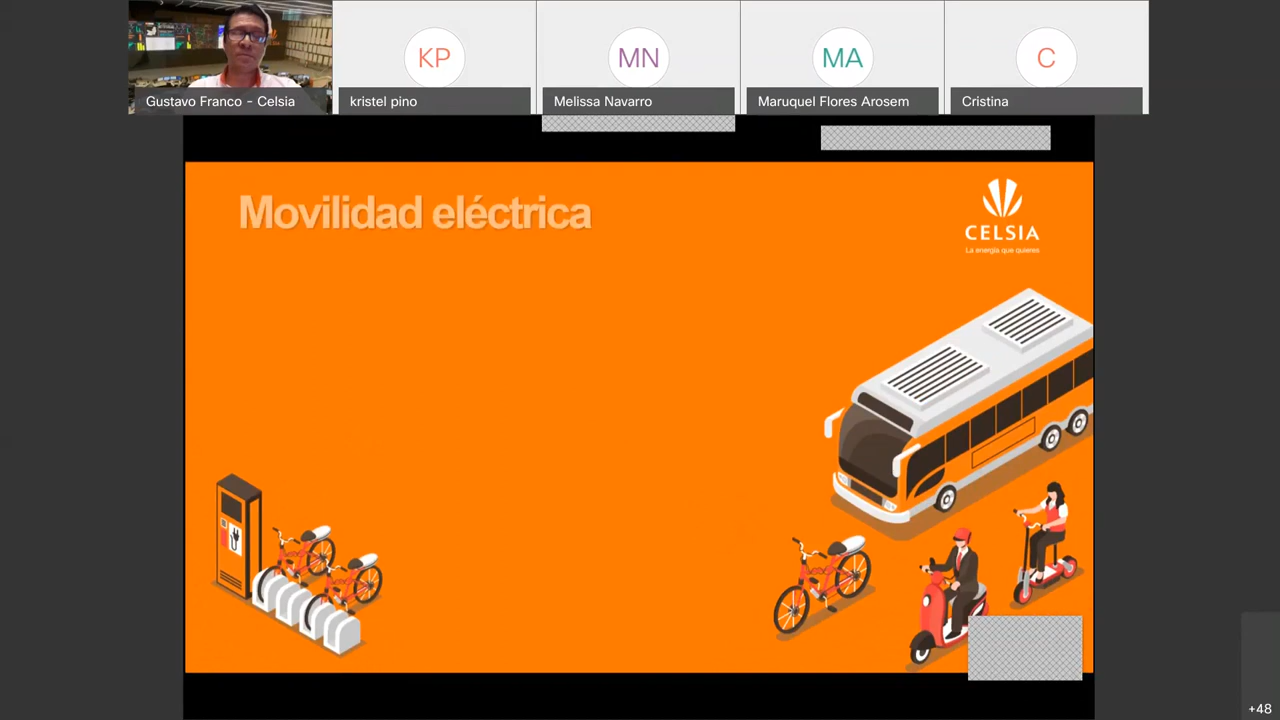 KP
MN
MA
C
Gustavo Franco - Celsia
kristel pino
Melissa Navarro
Maruquel Flores Arosem
Cristina
Movilidad eléctrica
CELSIA
La energía que quieres
+48